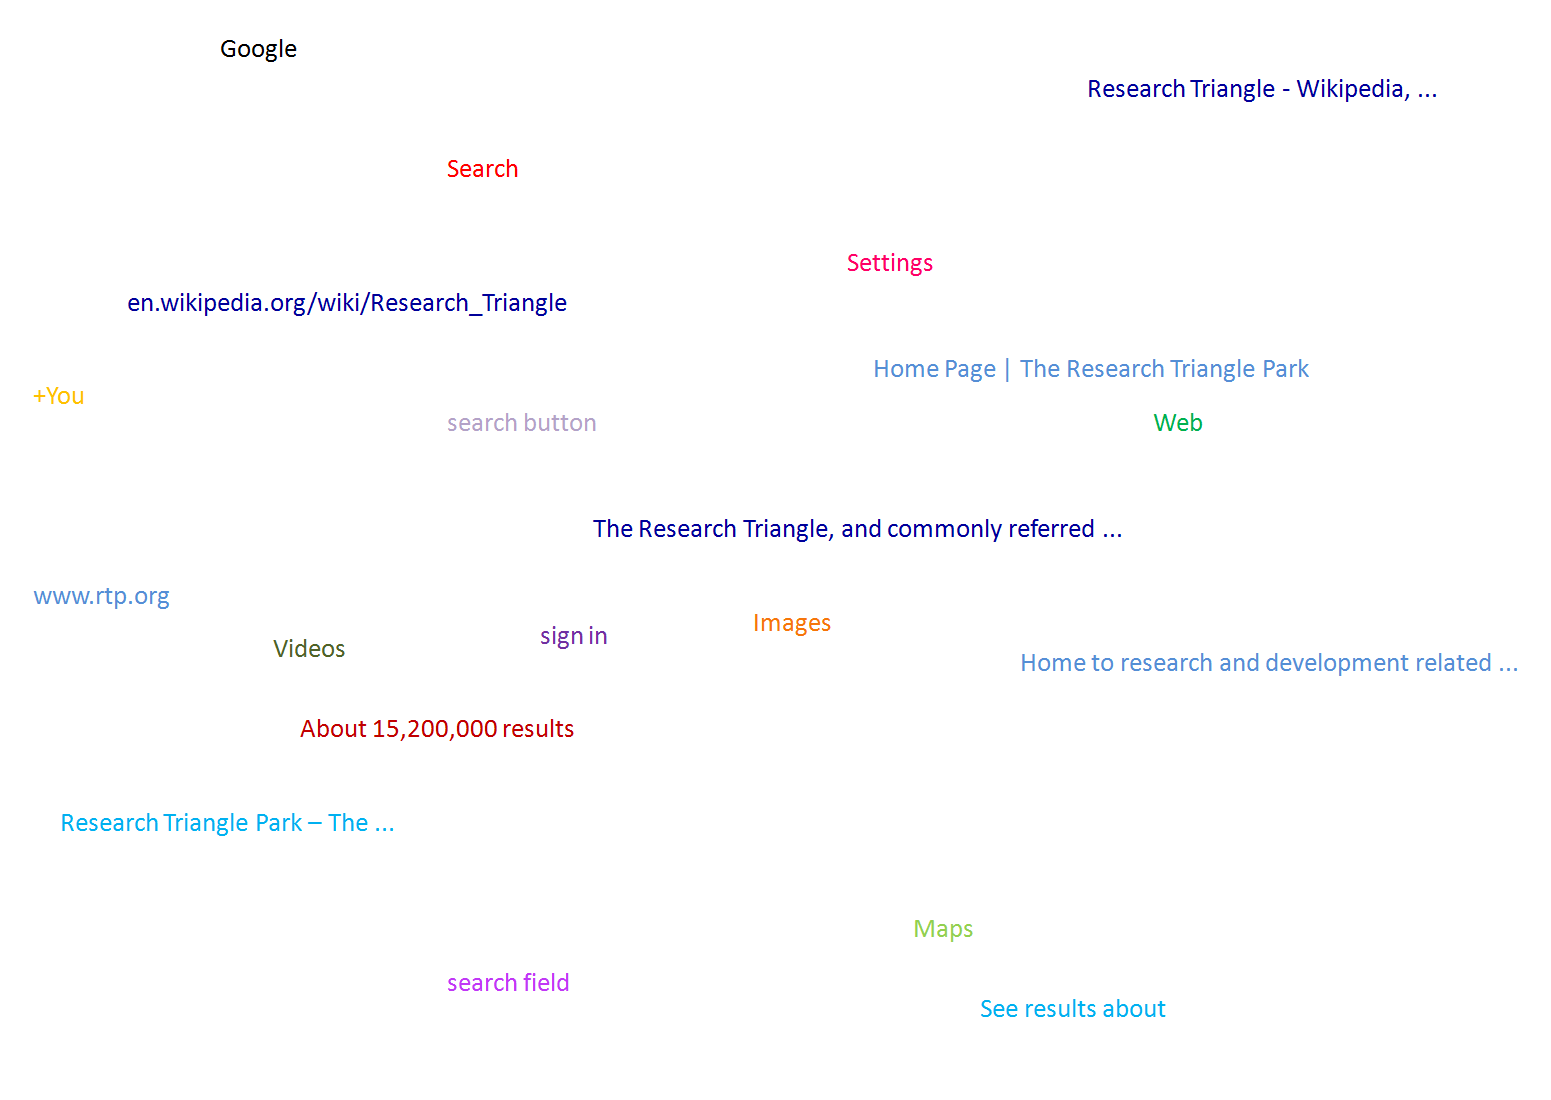 Google
Research Triangle - Wikipedia, ...
Search
Settings
en.wikipedia.org/wiki/Research_Triangle
Home Page | The Research Triangle Park
+You
search button
Web
The Research Triangle, and commonly referred ...
www.rtp.org
Images
sign in
Videos
Home to research and development related ...
About 15,200,000 results
Research Triangle Park – The ...
Maps
search field
See results about